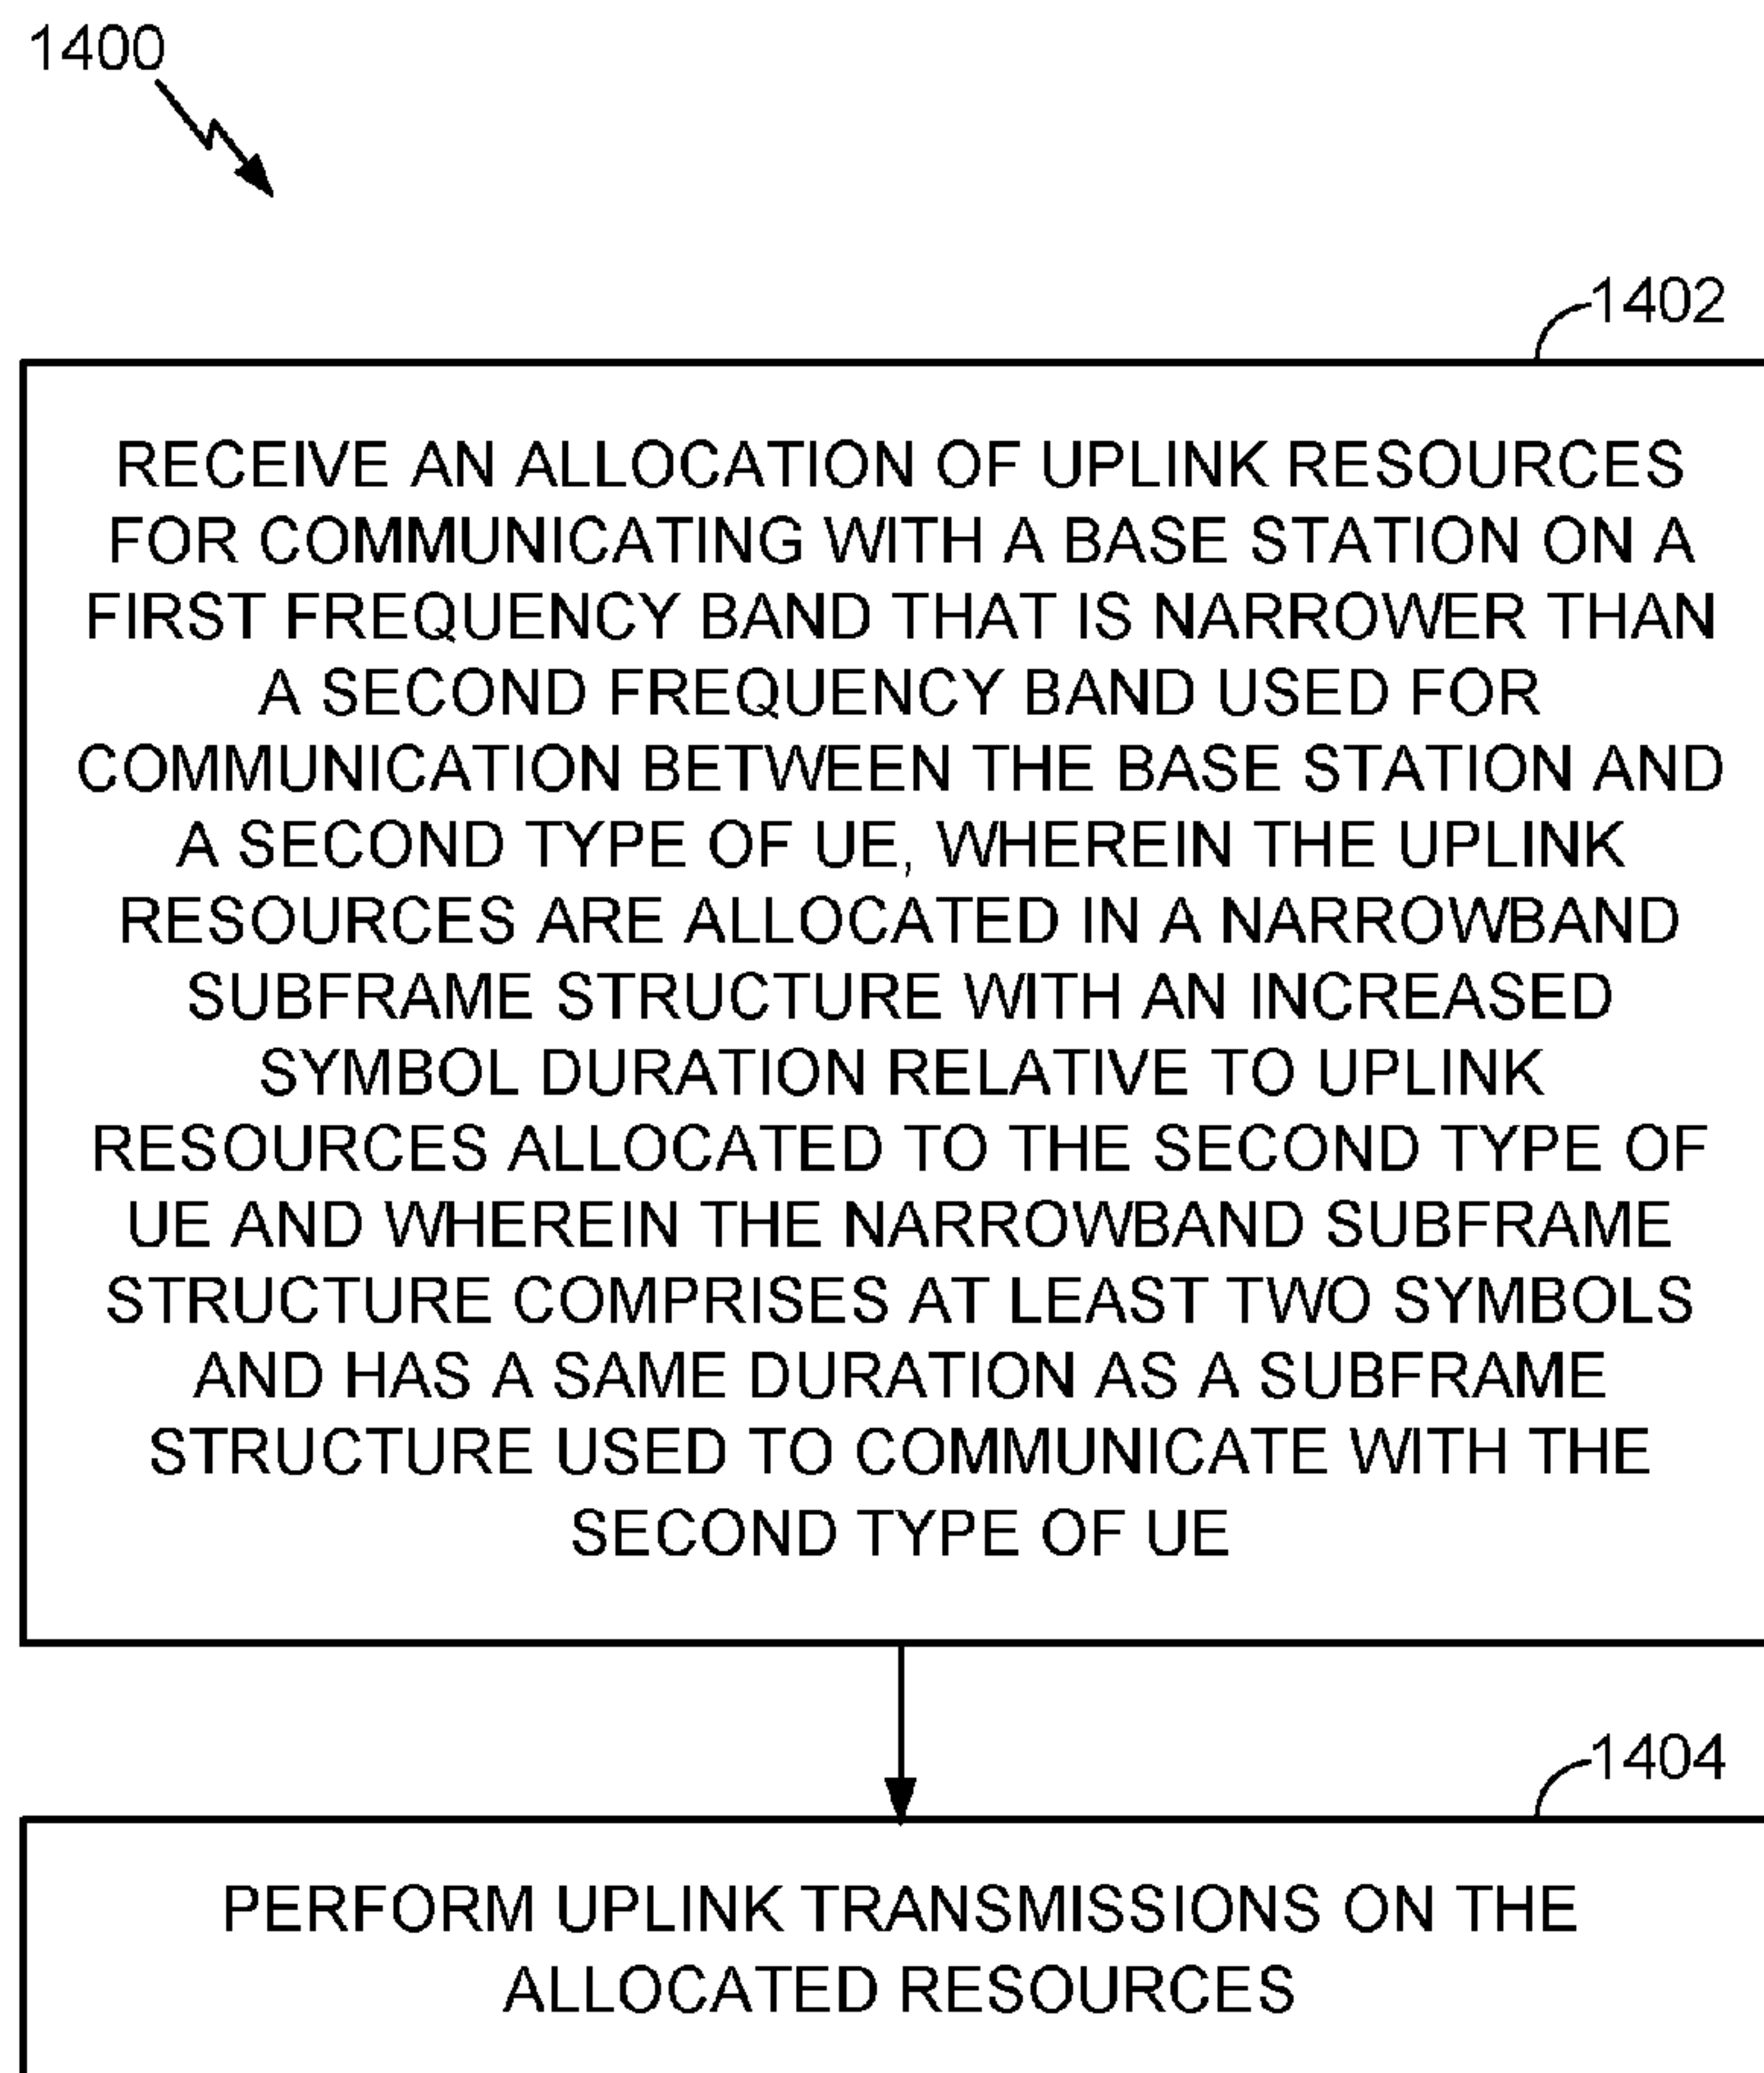 1400
1402
RECEIVE AN ALLOCATION OF UPLINK RESOURCES
FOR COMMUNICATING WITH A BASE STATION ON A
FIRST FREQUENCY BAND THAT IS NARROWER THAN
A SECOND FREQUENCY BAND USED FOR
COMMUNICATION BETWEEN THE BASE STATION AND
A SECOND TYPE OF UE, WHEREIN THE UPLINK
RESOURCES ARE ALLOCATED IN A NARROWBAND
SUBFRAME STRUCTURE WITH AN INCREASED
SYMBOL DURATION RELATIVE TO UPLINK
RESOURCES ALLOCATED TO THE SECOND TYPE OF
UE AND WHEREIN THE NARROWBAND SUBFRAME
STRUCTURE COMPRISES AT LEAST TWO SYMBOLS
AND HAS A SAME DURATION AS A SUBFRAME
STRUCTURE USED TO COMMUNICATE WITH THE
SECOND TYPE OF UE
1404
PERFORM UPLINK TRANSMISSIONS ON THE
ALLOCATED RESOURCES